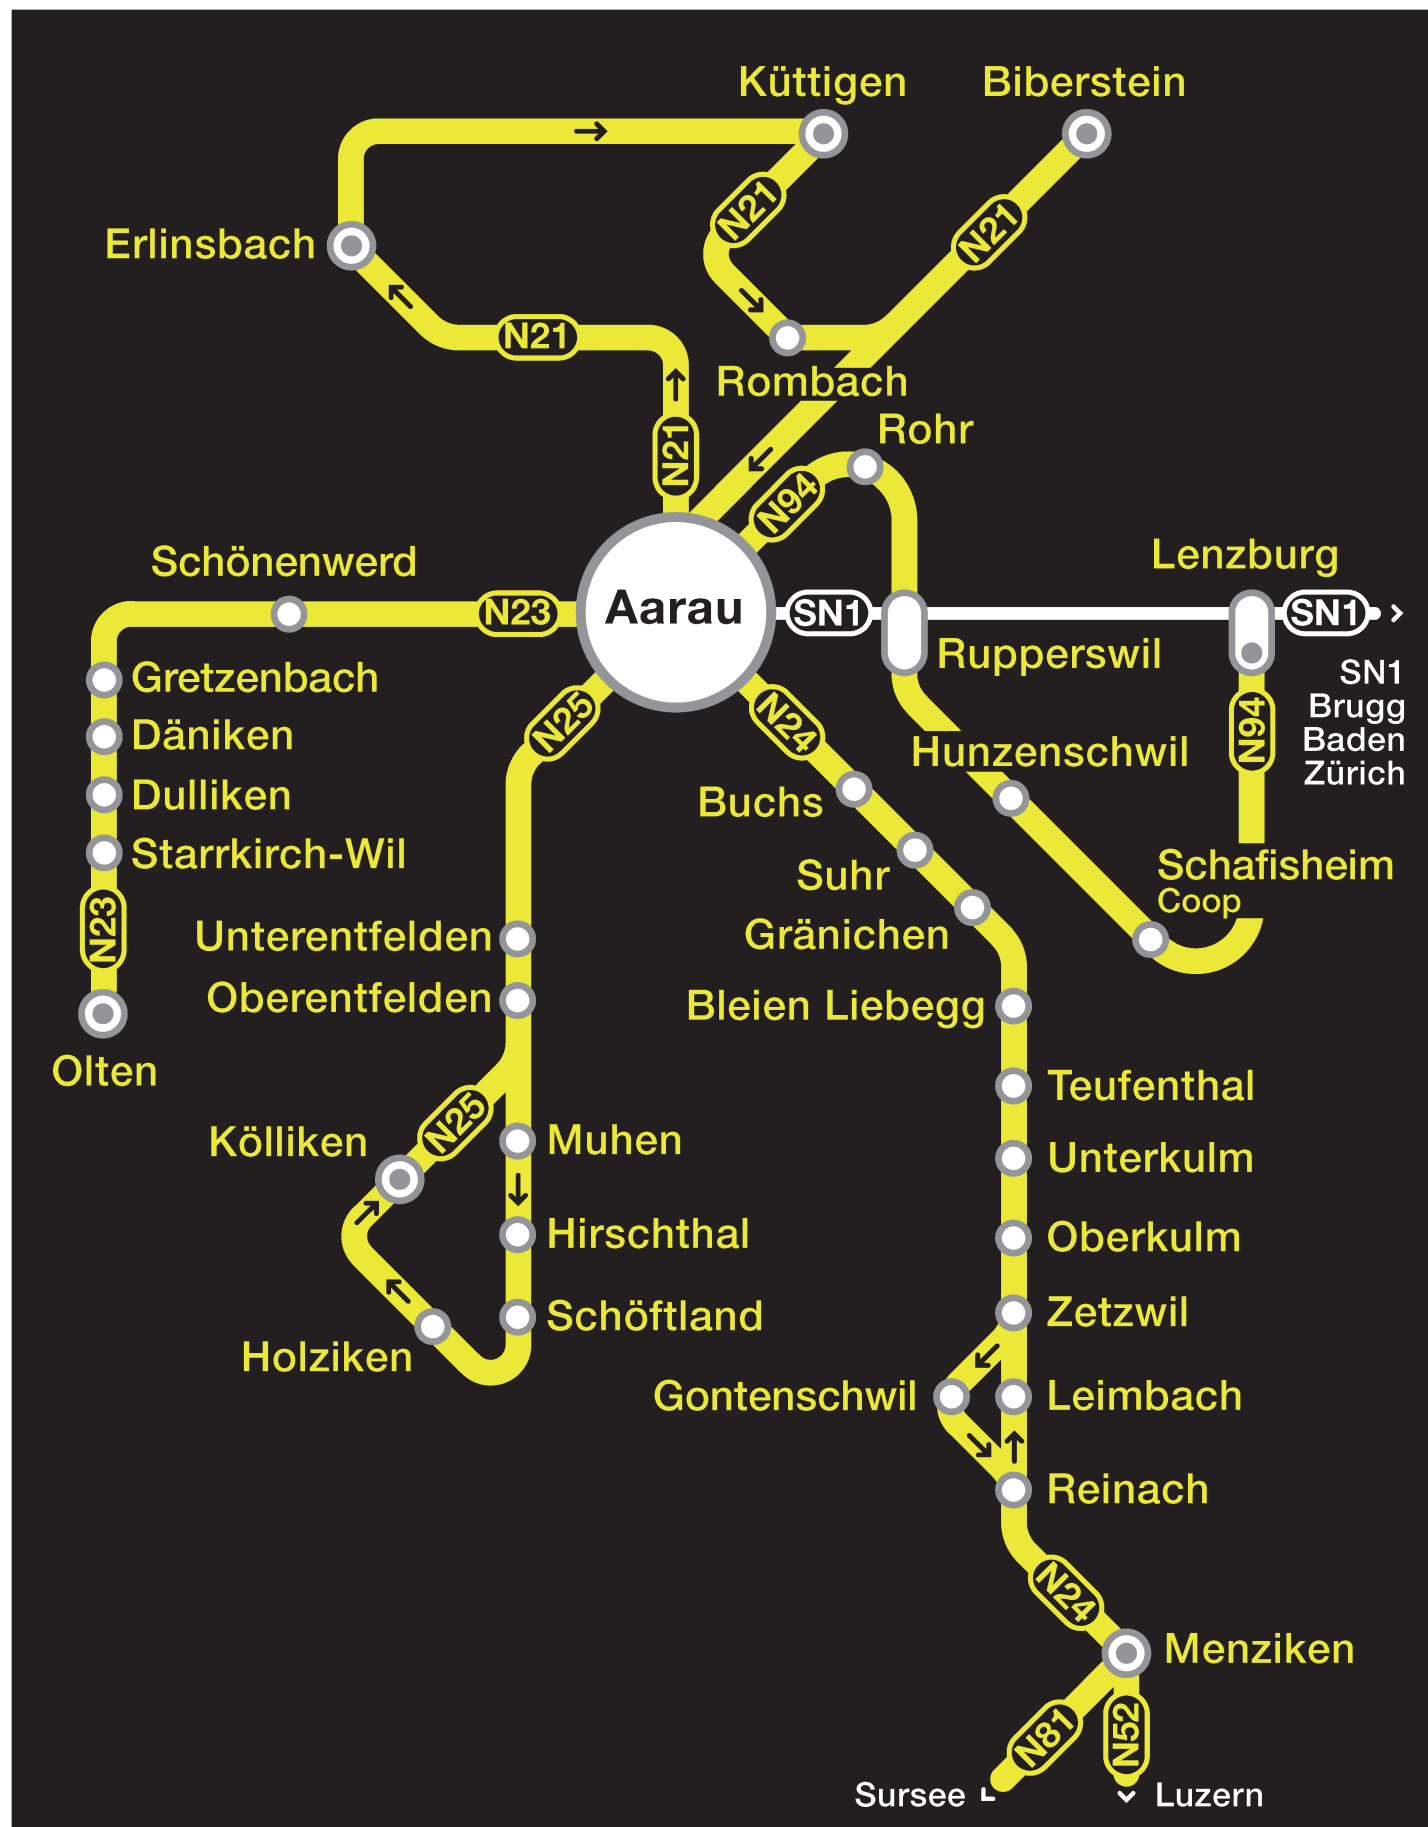 Küttigen
Biberstein
N21
N21
Erlinsbach
N21
Rombach
Rohr
N21
N94
Schönenwerd
Lenzburg
N23
Aarau
SN1
SN1
Rupperswil
SN1
Brugg
Baden
Zürich
Gretzenbach
N25
N24
N94
Däniken
Hunzenschwil
Dulliken
Buchs
Starrkirch-Wil
Suhr
Schafisheim
Coop
N23
Unterentfelden
Gränichen
Oberentfelden
Bleien Liebegg
Olten
Teufenthal
N25
Kölliken
Muhen
Unterkulm
Hirschthal
Oberkulm
Schöftland
Zetzwil
Holziken
Gontenschwil
Leimbach
Reinach
N24
Menziken
N81
N52
Sursee
Luzern